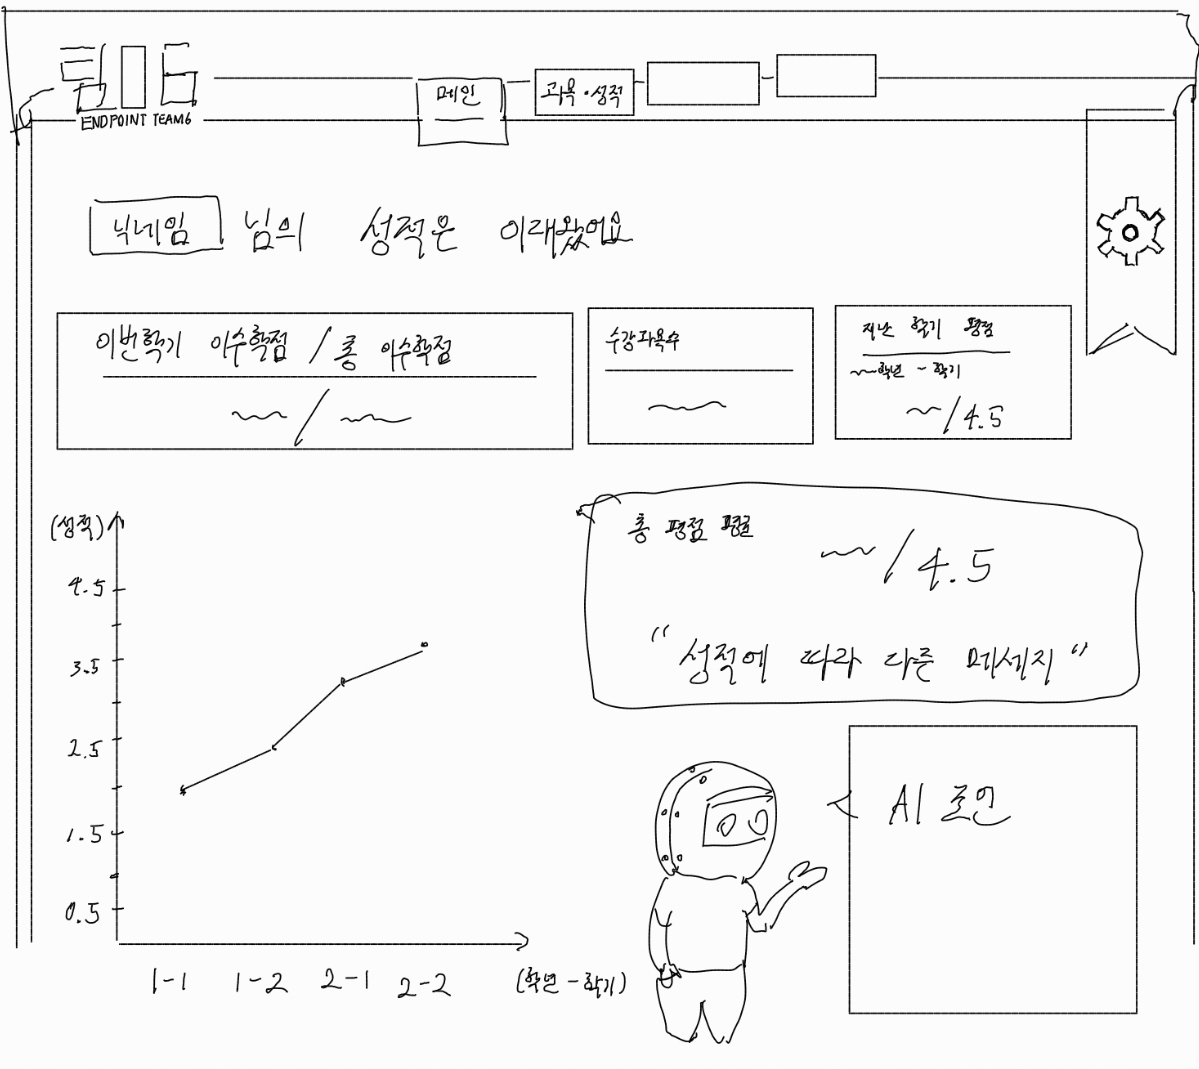 팀 6
ENDPOINT TEAM6
메인
과목·성적
닉네임 님의 성적은 이래왔어요
이번학기 이수학점 / 총 이수학점
수강과목수
지난 학기 평점
학년 - 학기
/4.5
(성적)
4.5
3.5
2.5
1.5
0.5
1-1 1-2 2-1 2-2 (학년-학기)
총 평점 평균
/4.5
"성적에 따라 다른 메세지"
< AI 조언